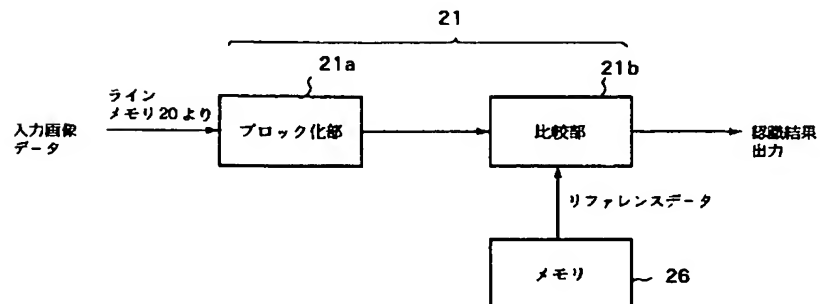 21
21a
21b
ライン
メモリ20より
入力画像
データ
ブロック化部
比較部
認識結果
出力
リファレンスデータ
メモリ
26